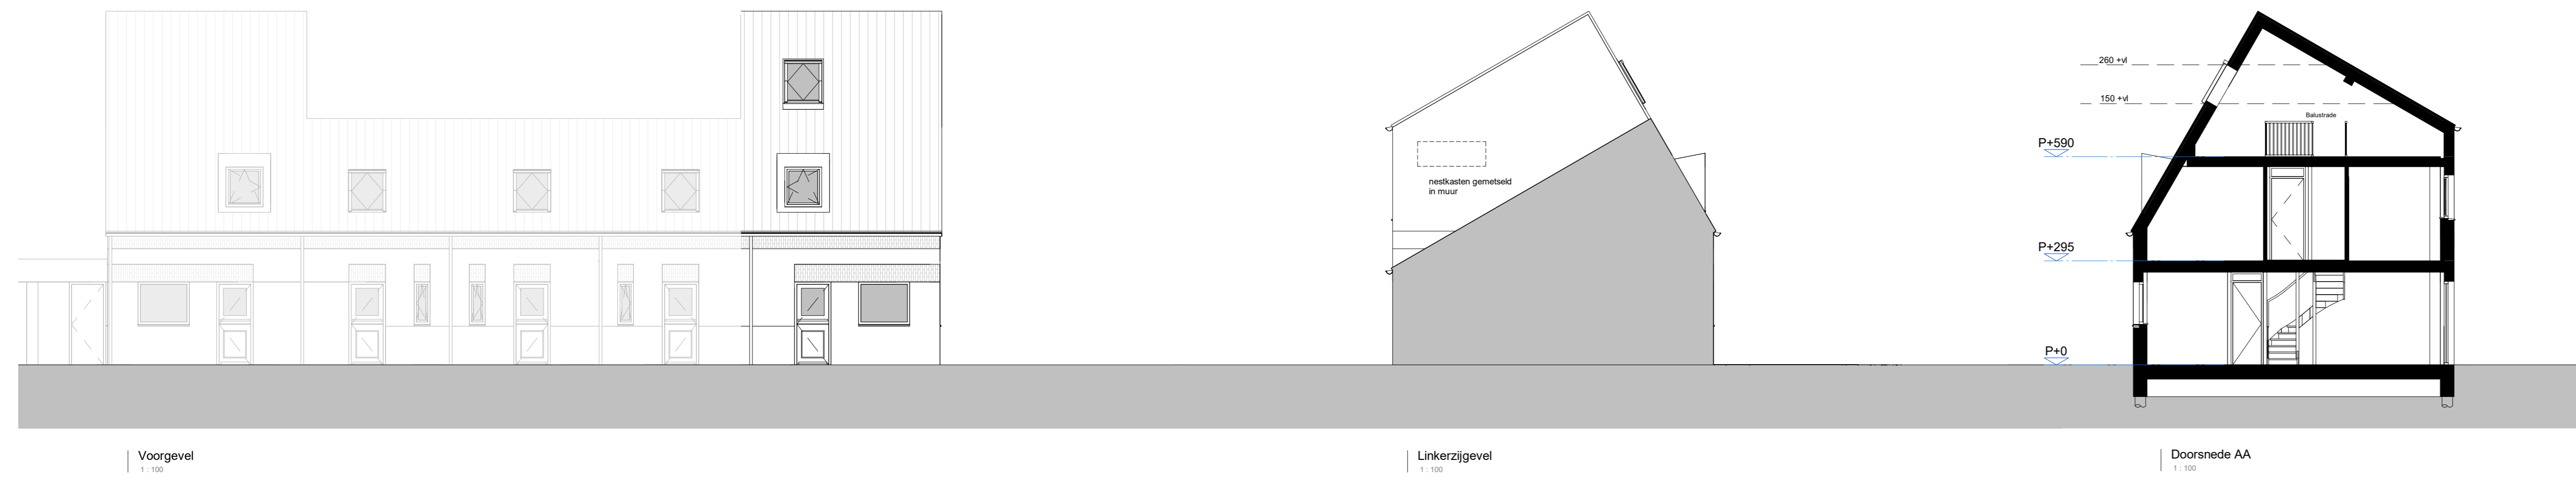 nestkasten gemetseld
in muur
260 +vl
150 +vl
Balustrade
P+590
P+295
P+0
Voorgevel
1 : 100
Linkerzijgevel
1 : 100
Doorsnede AA
1 : 100